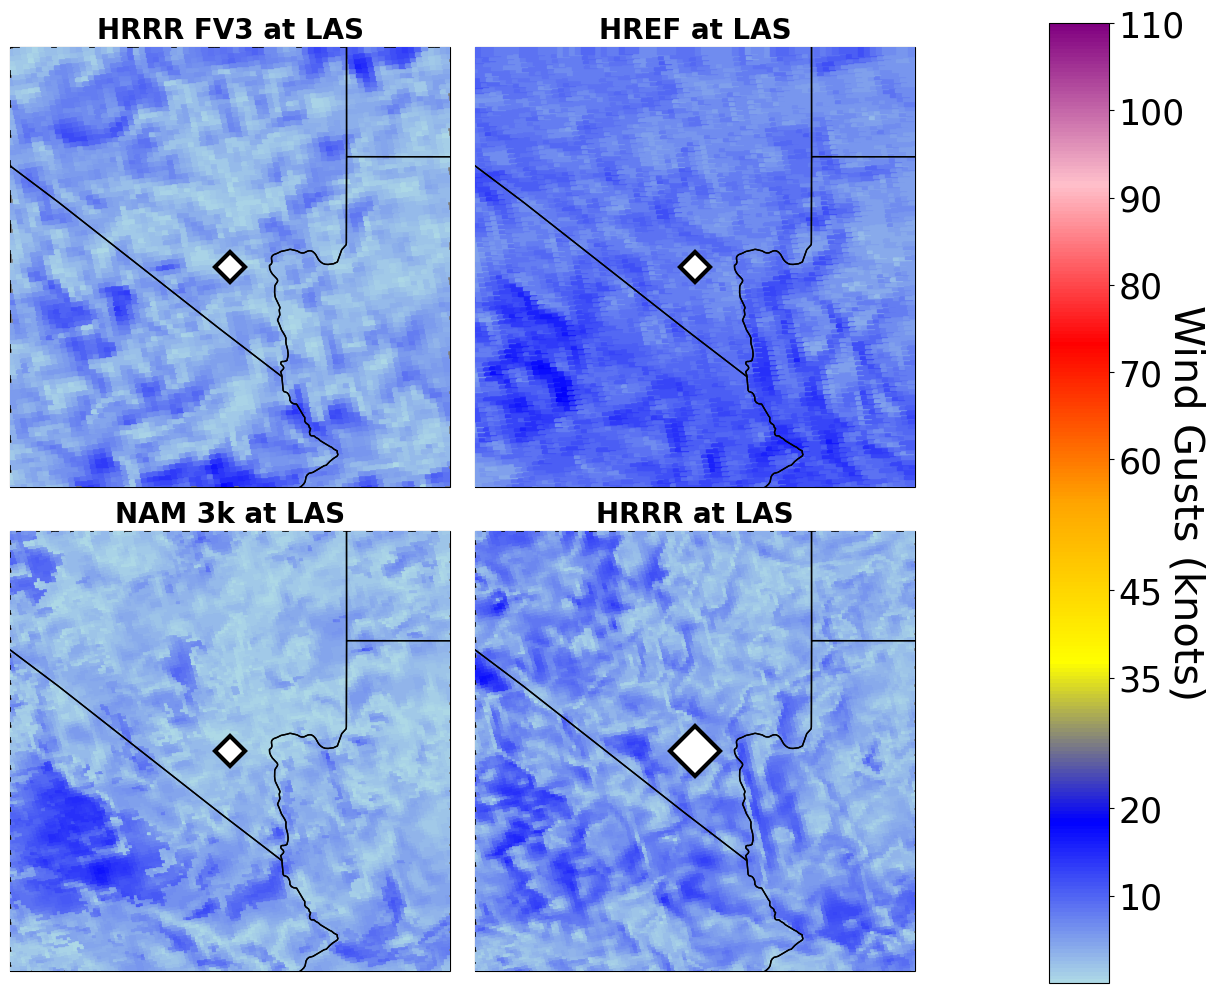 HRRR FV3 at LAS
HREF at LAS
NAM 3k at LAS
HRRR at LAS
110
100
90
80
70
60
45
35
20
10
Wind Gusts (knots)